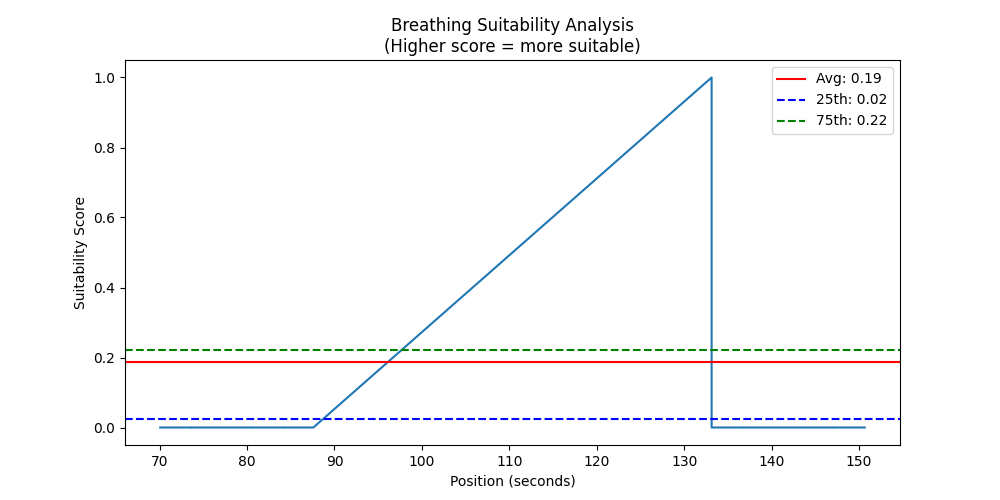 Breathing Suitability Analysis
(Higher score = more suitable)
Avg: 0.19
25th: 0.02
75th: 0.22
1.0
0.8
0.6
0.4
0.2
0.0
Suitability Score
70 80 90 100 110 120 130 140 150
Position (seconds)